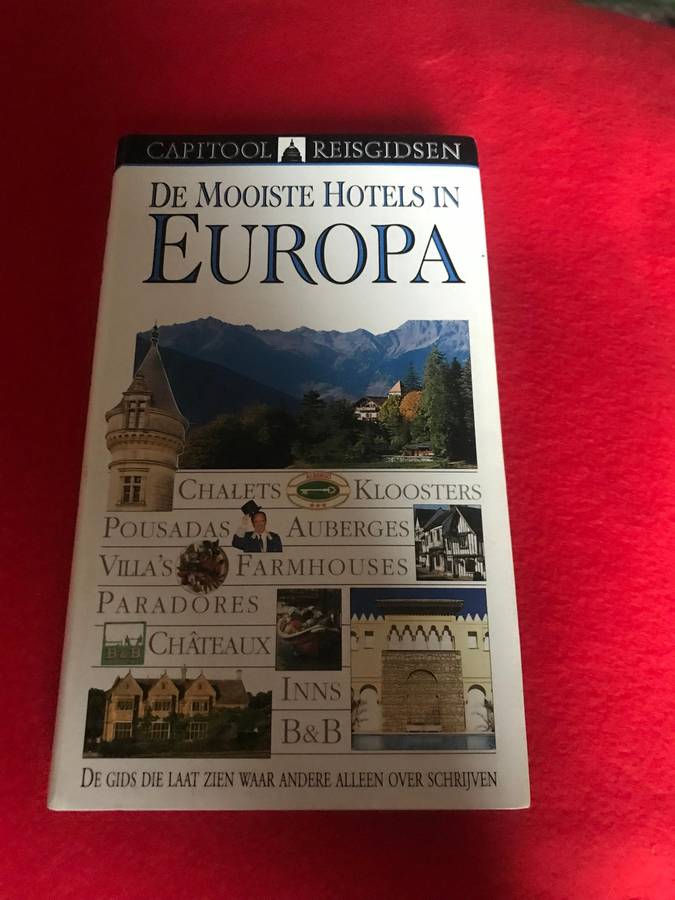 CAPITOOL REISGIDSEN
DE MOOISTE HOTELS IN
EUROPA
CHALETS KLOOSTERS
POUSADAS AUBERGES
VILLA'S FARMHOUSES
PARADORES
B&B CHÂTEAUX
INNS
B&B
DE GIDS DIE LAAT ZIEN WAAR ANDERE ALLEEN OVER SCHRIJVEN